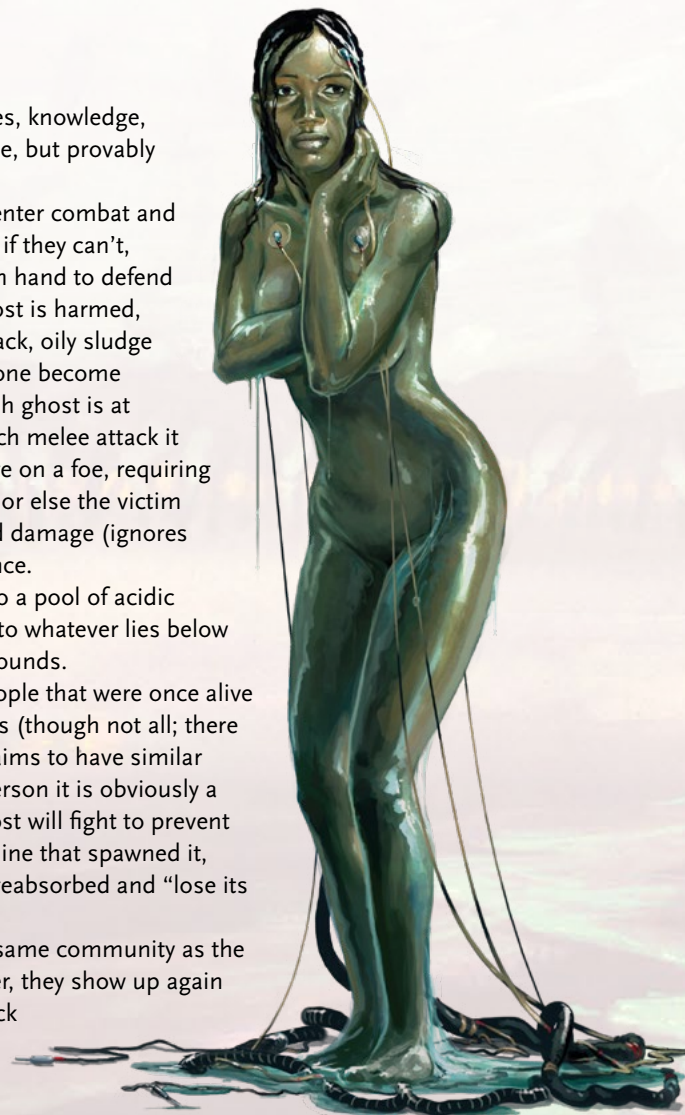 es, knowledge,
e, but provably
enter combat and
if they can’t,
n hand to defend
ost is harmed,
ack, oily sludge
one become
h ghost is at
ch melee attack it
e on a foe, requiring
or else the victim
d damage (ignores
nce.
o a pool of acidic
to whatever lies below
ounds.
ople that were once alive
s (though not all; there
aims to have similar
erson it is obviously a
ost will fight to prevent
ine that spawned it,
reabsorbed and “lose its
same community as the
er, they show up again
ck